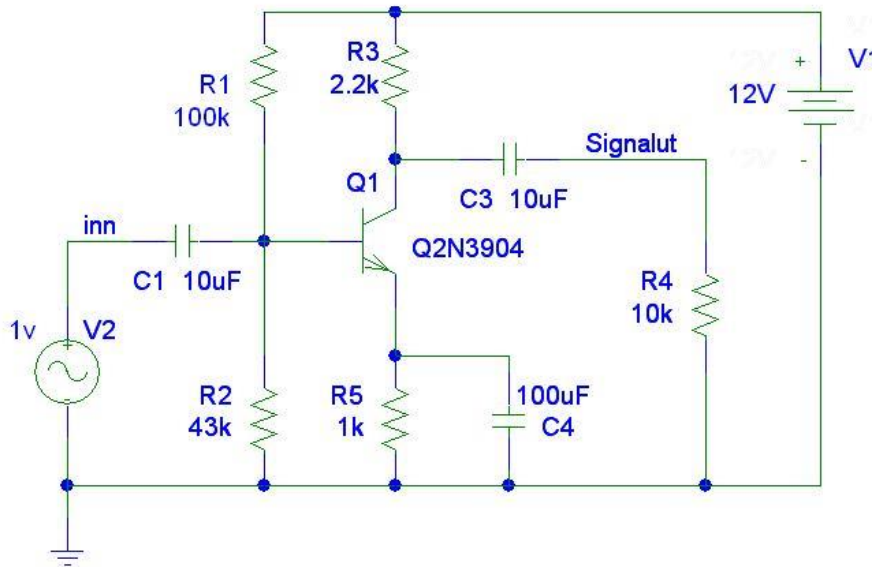 R1
100k
R3
2.2k
12V
+
V1
-
Signalut
Q1
C3 10uF
inn
Q2N3904
C1 10uF
R4
10k
1v
V2
+
-
R2
43k
R5
1k
100uF
C4